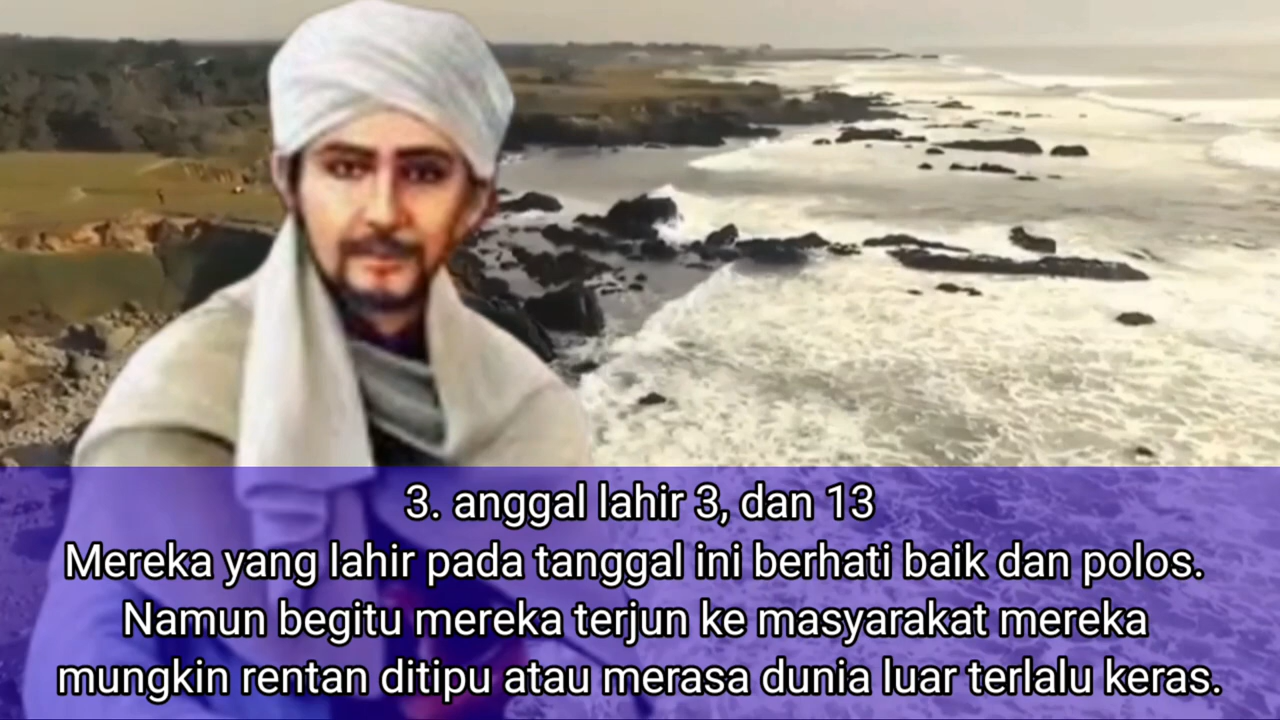 3. anggal lahir 3, dan 13
Mereka yang lahir pada tanggal ini berhati baik dan polos.
Namun begitu mereka terjun ke masyarakat mereka
mungkin rentan ditipu atau merasa dunia luar terlalu keras.